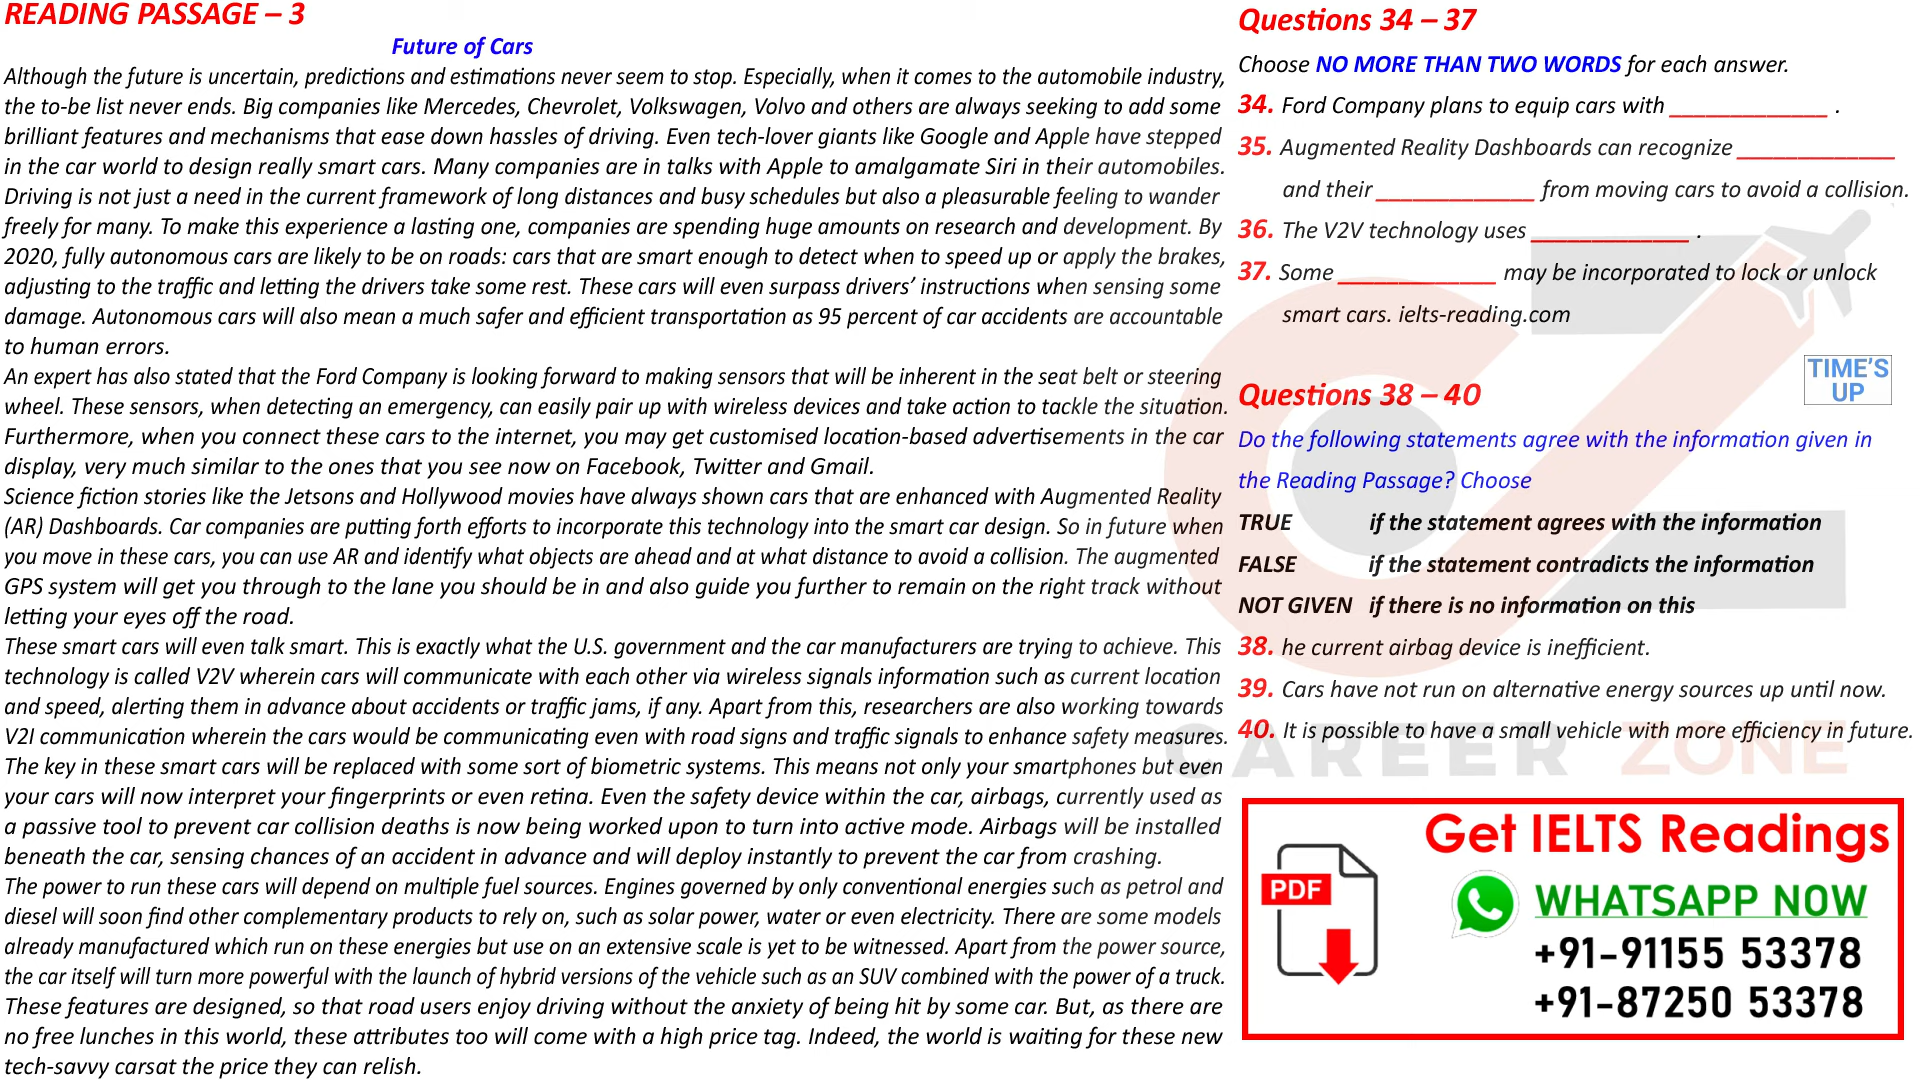 READING PASSAGE – 3
Future of Cars
Although the future is uncertain, predictions and estimations never seem to stop. Especially, when it comes to the automobile industry,
the to-be list never ends. Big companies like Mercedes, Chevrolet, Volkswagen, Volvo and others are always seeking to add some
brilliant features and mechanisms that ease down hassles of driving. Even tech-lover giants like Google and Apple have stepped
in the car world to design really smart cars. Many companies are in talks with Apple to amalgamate Siri in their automobiles.
Driving is not just a need in the current framework of long distances and busy schedules but also a pleasurable feeling to wander
freely for many. To make this experience a lasting one, companies are spending huge amounts on research and development. By
2020, fully autonomous cars are likely to be on roads: cars that are smart enough to detect when to speed up or apply the brakes,
adjusting to the traffic and letting the drivers take some rest. These cars will even surpass drivers’ instructions when sensing some
damage. Autonomous cars will also mean a much safer and efficient transportation as 95 percent of car accidents are accountable
to human errors.
An expert has also stated that the Ford Company is looking forward to making sensors that will be inherent in the seat belt or steering
wheel. These sensors, when detecting an emergency, can easily pair up with wireless devices and take action to tackle the situation.
Furthermore, when you connect these cars to the internet, you may get customised location-based advertisements in the car
display, very much similar to the ones that you see now on Facebook, Twitter and Gmail.
Science fiction stories like the Jetsons and Hollywood movies have always shown cars that are enhanced with Augmented Reality
(AR) Dashboards. Car companies are putting forth efforts to incorporate this technology into the smart car design. So in future when
you move in these cars, you can use AR and identify what objects are ahead and at what distance to avoid a collision. The augmented
GPS system will get you through to the lane you should be in and also guide you further to remain on the right track without
letting your eyes off the road.
These smart cars will even talk smart. This is exactly what the U.S. government and the car manufacturers are trying to achieve. This
technology is called V2V wherein cars will communicate with each other via wireless signals information such as current location
and speed, alerting them in advance about accidents or traffic jams, if any. Apart from this, researchers are also working towards
V2I communication wherein the cars would be communicating even with road signs and traffic signals to enhance safety measures.
The key in these smart cars will be replaced with some sort of biometric systems. This means not only your smartphones but even
your cars will now interpret your fingerprints or even retina. Even the safety device within the car, airbags, currently used as
a passive tool to prevent car collision deaths is now being worked upon to turn into active mode. Airbags will be installed
beneath the car, sensing chances of an accident in advance and will deploy instantly to prevent the car from crashing.
The power to run these cars will depend on multiple fuel sources. Engines governed by only conventional energies such as petrol and
diesel will soon find other complementary products to rely on, such as solar power, water or even electricity. There are some models
already manufactured which run on these energies but use on an extensive scale is yet to be witnessed. Apart from the power source,
the car itself will turn more powerful with the launch of hybrid versions of the vehicle such as an SUV combined with the power of a truck.
These features are designed, so that road users enjoy driving without the anxiety of being hit by some car. But, as there are
no free lunches in this world, these attributes too will come with a high price tag. Indeed, the world is waiting for these new
tech-savvy carsat the price they can relish.
Questions 34 – 37
Choose NO MORE THAN TWO WORDS for each answer.
34. Ford Company plans to equip cars with _____________ .
35. Augmented Reality Dashboards can recognize _____________
and their _____________ from moving cars to avoid a collision.
36. The V2V technology uses _____________ .
37. Some _____________ may be incorporated to lock or unlock
smart cars. ielts-reading.com
TIME'S
UP
Questions 38 – 40
Do the following statements agree with the information given in
the Reading Passage? Choose
TRUE if the statement agrees with the information
FALSE if the statement contradicts the information
NOT GIVEN if there is no information on this
38. he current airbag device is inefficient.
39. Cars have not run on alternative energy sources up until now.
40. It is possible to have a small vehicle with more efficiency in future.
CAREER ZONE
Get IELTS Readings
PDF
WHATSAPP NOW
+91-91155 53378
+91-87250 53378